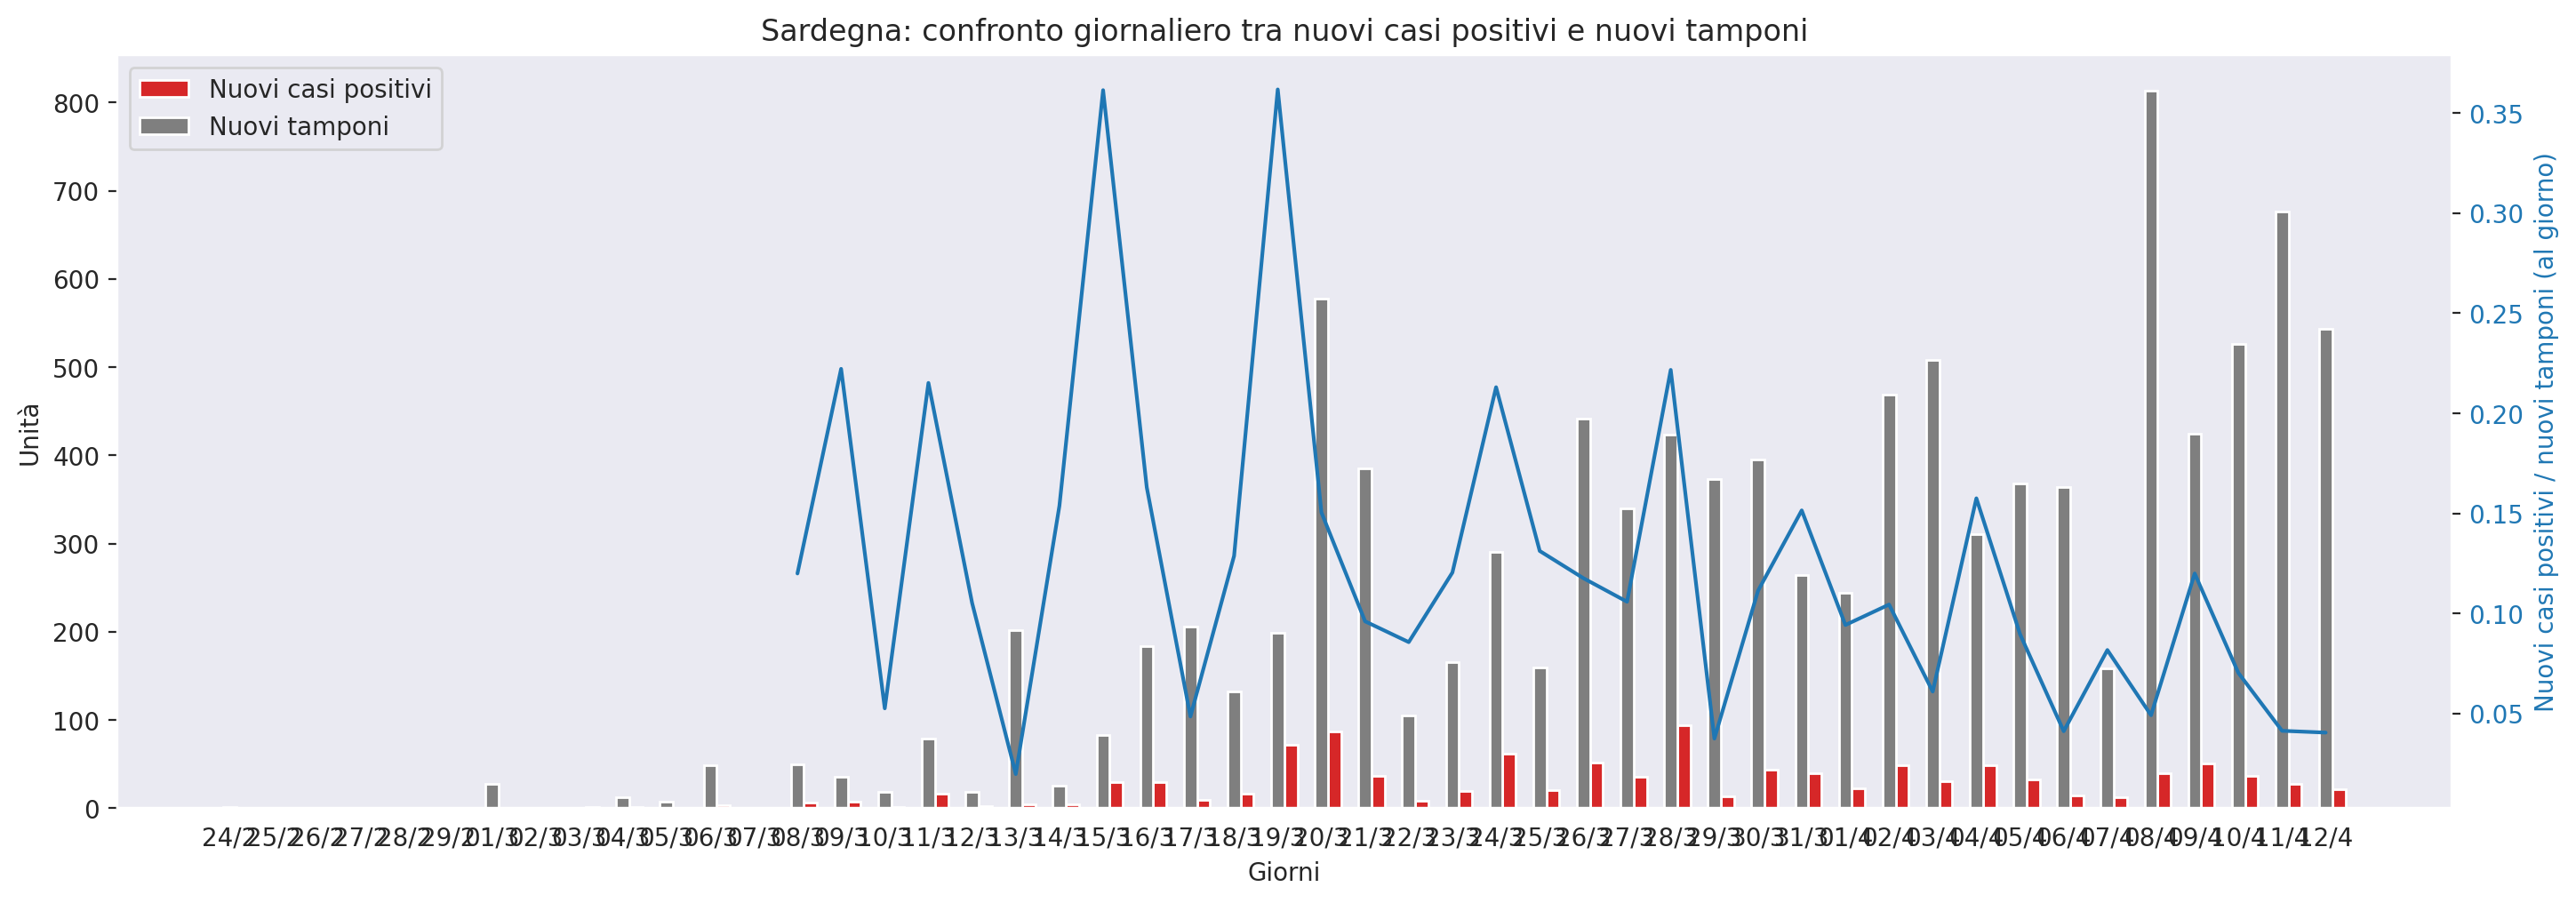 Sardegna: confronto giornaliero tra nuovi casi positivi e nuovi tamponi
Nuovi casi positivi
Nuovi tamponi
800
700
600
500
400
300
200
100
0
Unità
0.35
0.30
0.25
0.20
0.15
0.10
0.05
Nuovi casi positivi / nuovi tamponi (al giorno)
24/2 25/2 26/2 27/2 28/2 29/2 01/3 02/3 03/3 04/3 05/3 06/3 07/3 08/3 09/3 10/3 11/3 12/3 13/3 14/3 15/3 16/3 17/3 18/3 19/3 20/3 21/3 22/3 23/3 24/3 25/3 26/3 27/3 28/3 29/3 30/3 31/3 01/4 02/4 03/4 04/4 05/4 06/4 07/4 08/4 09/4 10/4 11/4 12/4
Giorni